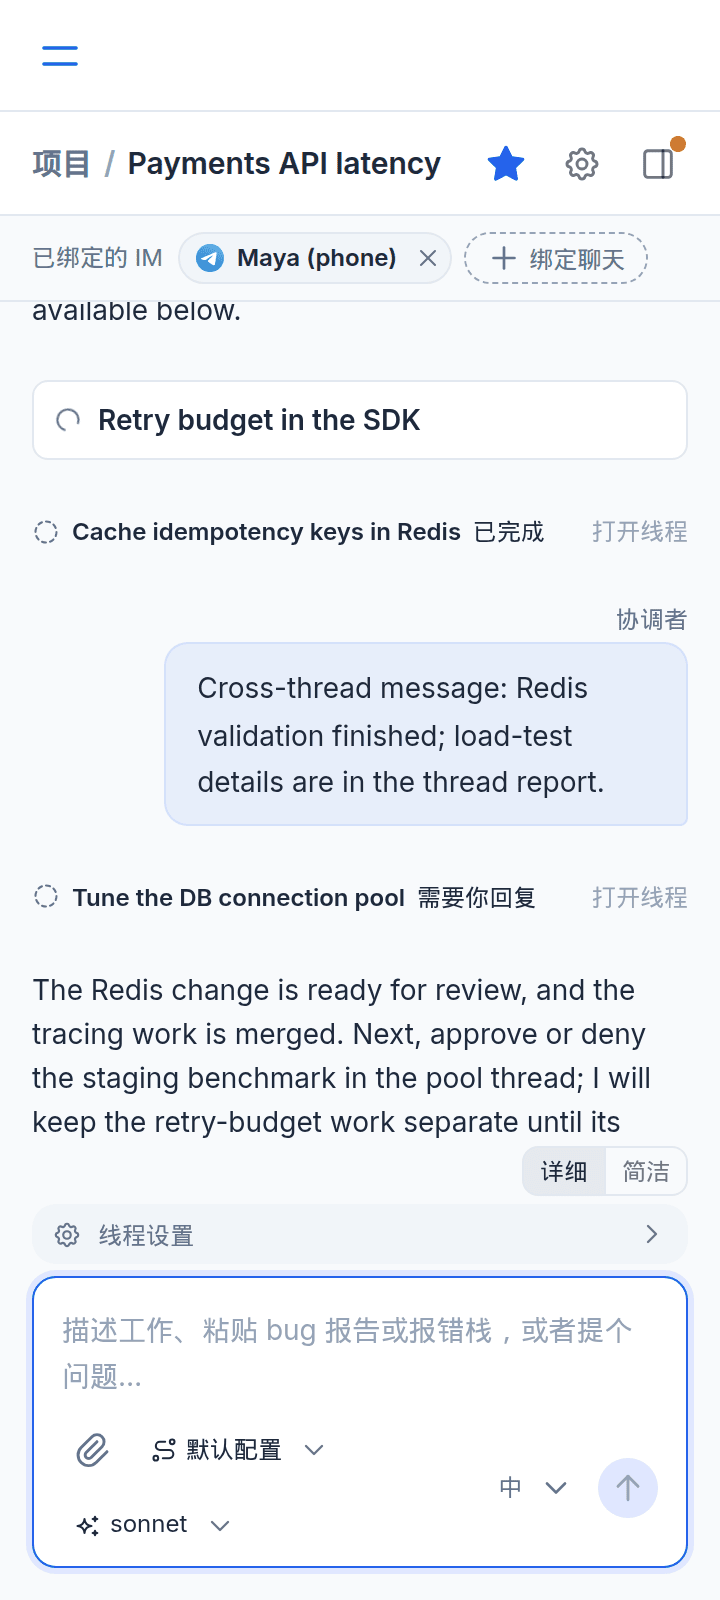 项目 / Payments API latency
已绑定的 IM Maya (phone) 绑定聊天
available below.
Retry budget in the SDK
Cache idempotency keys in Redis 已完成 打开线程
协调者
Cross-thread message: Redis
validation finished; load-test
details are in the thread report.
Tune the DB connection pool 需要你回复 打开线程
The Redis change is ready for review, and the
tracing work is merged. Next, approve or deny
the staging benchmark in the pool thread; I will
keep the retry-budget work separate until its
详细 简洁
线程设置
描述工作、粘贴 bug 报告或报错栈，或者提个
问题...
默认配置
中
sonnet